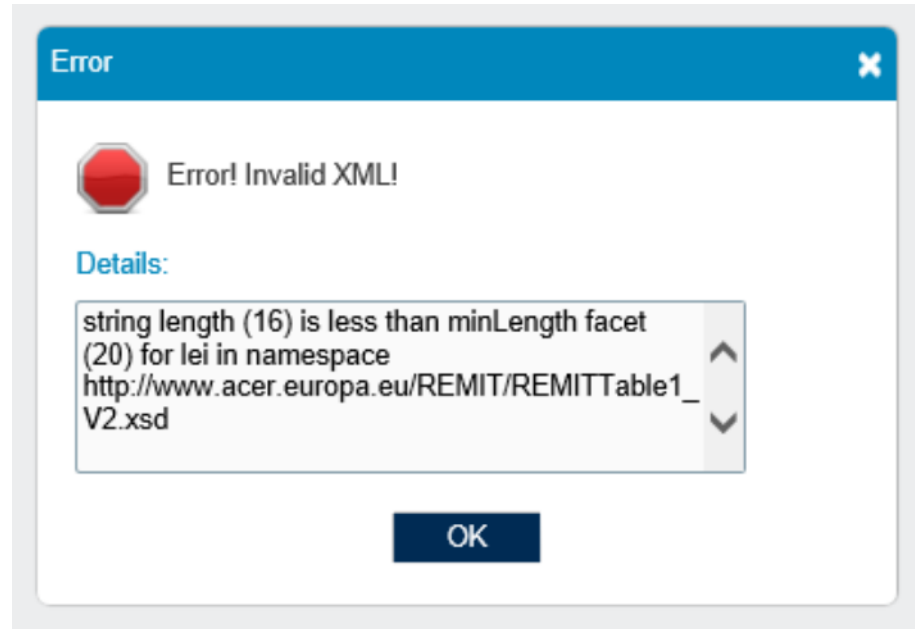 Error
Error! Invalid XML!
Details:
string length (16) is less than minLength facet
(20) for lei in namespace
http://www.acer.europa.eu/REMIT/REMITTable1_
V2.xsd
OK